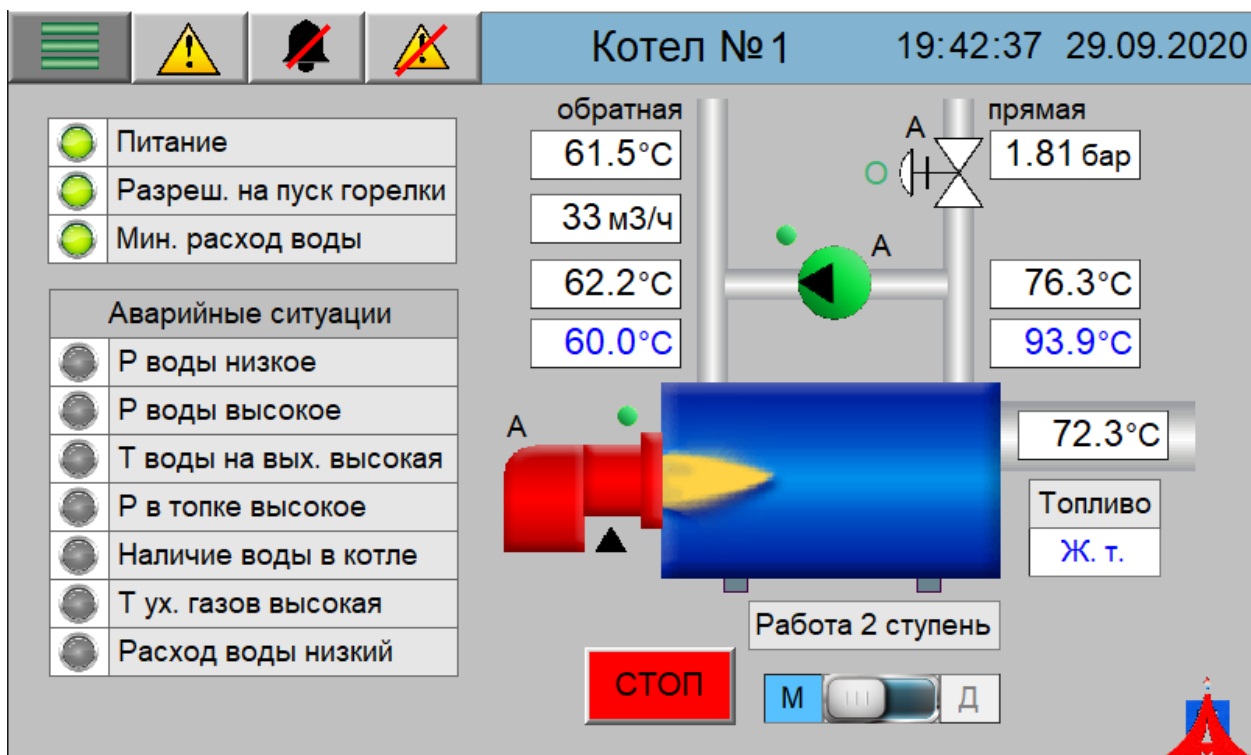 Котел №1
19:42:37 29.09.2020
Питание
Разреш. на пуск горелки
Мин. расход воды
Аварийные ситуации
Р воды низкое
Р воды высокое
Т воды на вых. высокая
Р в топке высокое
Наличие воды в котле
Т ух. газов высокая
Расход воды низкий
обратная
61.5°C
33 м3/ч
62.2°C
60.0°C
А
О
А
прямая
1.81 бар
76.3°C
93.9°C
А
72.3°C
Топливо
Ж. т.
Работа 2 ступень
СТОП
М
Д